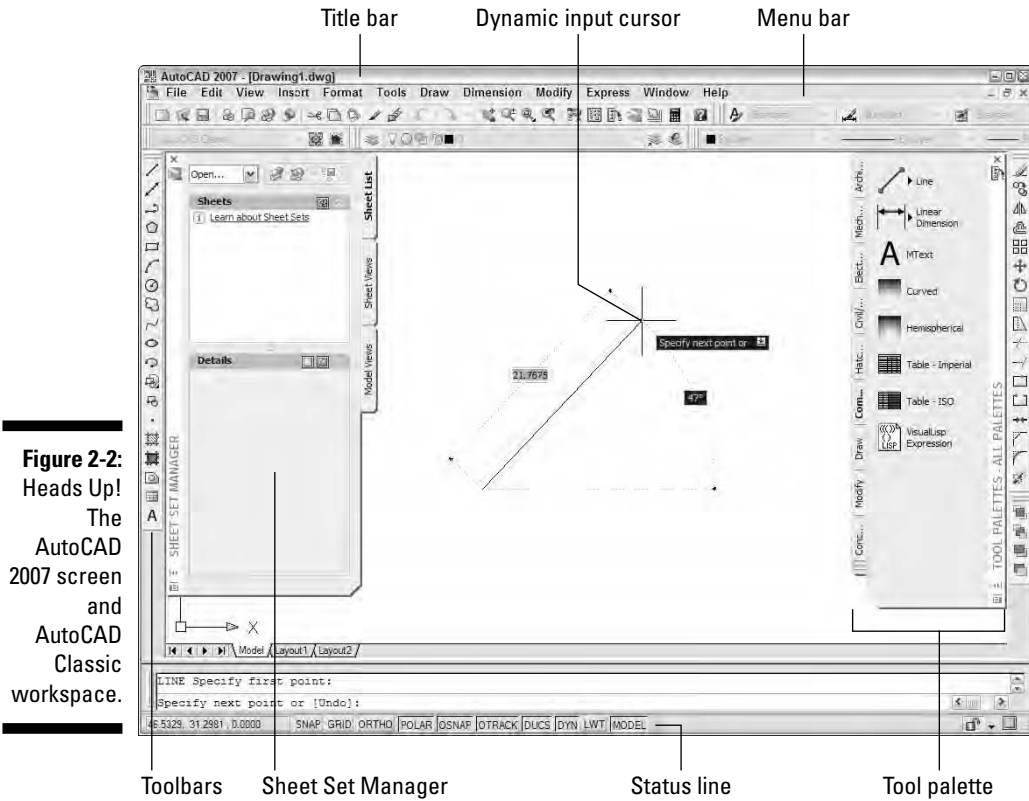 Title bar
Dynamic input cursor
Menu bar
AutoCAD 2007 - [Drawing1.dwg]
File Edit View Insert Format Tools Draw Dimension Modify Express Window Help
Open...
Sheets
Learn about Sheet Sets
Details
Sheet List
Sheet Views
Model Views
SHEET SET MANAGER
Specify next point or
21.7675
47°
Archi...
Mech...
Elect...
Civil/...
Hatc...
Com...
Draw
Modify
Conc...
Line
Linear
Dimension
A MText
Curved
Hemispherical
Table - Imperial
Table - ISO
VisualLisp
Expression
LISP
TOOL PALETTES - ALL PALETTES
A
X
Model Layout1 Layout2
LINE Specify first point:
Specify next point or [Undo]:
46.5329, 31.2981, 0.0000 SNAP GRID ORTHO POLAR OSNAP OTRACK DUCS DYN LWT MODEL
Figure 2-2:
Heads Up!
The
AutoCAD
2007 screen
and
AutoCAD
Classic
workspace.
Toolbars
Sheet Set Manager
Status line
Tool palette